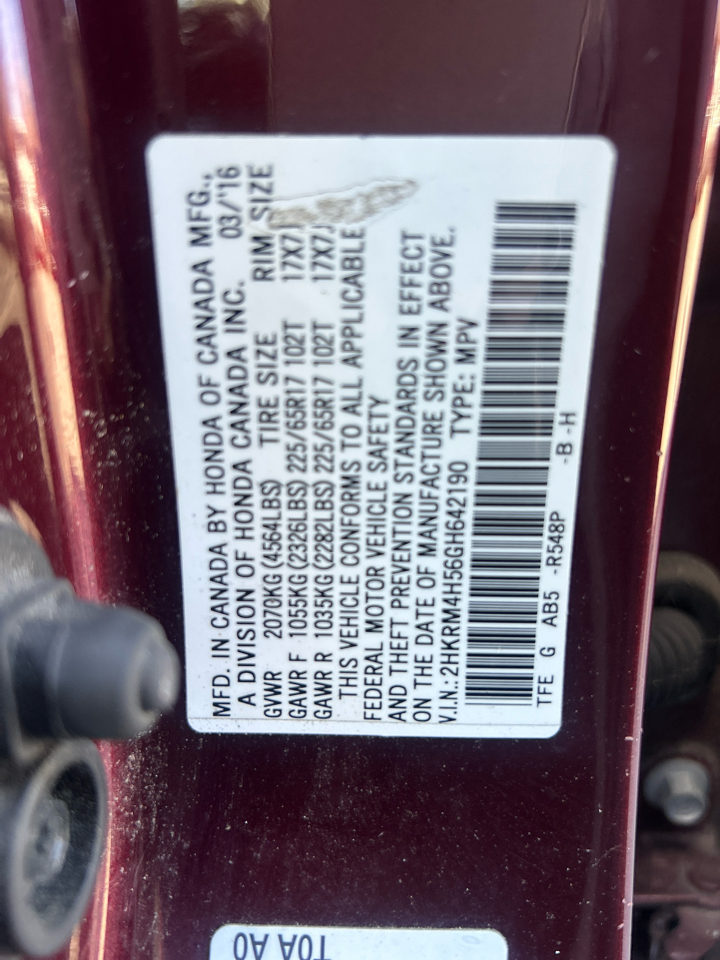 MFD. IN CANADA BY HONDA OF CANADA MFG.,
A DIVISION OF HONDA CANADA INC. 03/'16
GVWR 2070KG(4564LBS) TIRE SIZE RIM SIZE
GAWR F 1055KG(2326LBS) 225/65R17 102T 17X7J
GAWR R 1035KG(2282LBS) 225/65R17 102T 17X7J
THIS VEHICLE CONFORMS TO ALL APPLICABLE
FEDERAL MOTOR VEHICLE SAFETY
AND THEFT PREVENTION STANDARDS IN EFFECT
ON THE DATE OF MANUFACTURE SHOWN ABOVE.
V.I.N.: 2HKRM4H56GH642190 TYPE: MPV
TFE G AB5 -R548P -B -H
T0A A0